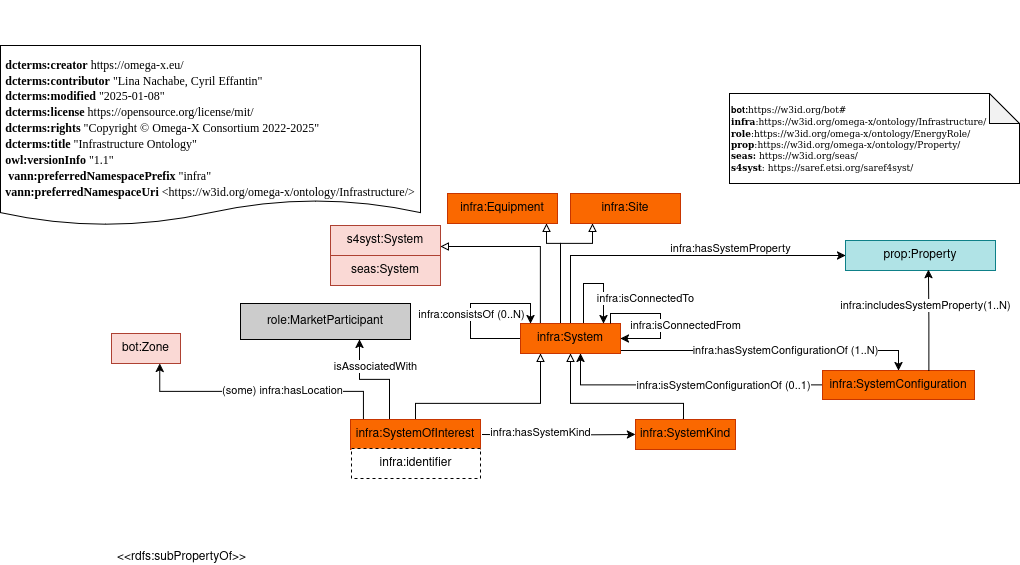 dcterms:creator https://omega-x.eu/
dcterms:contributor "Lina Nachabe, Cyril Effantin"
dcterms:modified "2025-01-08"
dcterms:license https://opensource.org/license/mit/
dcterms:rights "Copyright © Omega-X Consortium 2022-2025"
dcterms:title "Infrastructure Ontology"
owl:versionInfo "1.1"
vann:preferredNamespacePrefix "infra"
vann:preferredNamespaceUri <https://w3id.org/omega-x/ontology/Infrastructure/>
bot:https://w3id.org/bot#
infra:https://w3id.org/omega-x/ontology/Infrastructure/
role:https://w3id.org/omega-x/ontology/EnergyRole/
prop:https://w3id.org/omega-x/ontology/Property/
seas: https://w3id.org/seas/
s4syst: https://saref.etsi.org/saref4syst/
infra:Equipment
infra:Site
s4syst:System
seas:System
infra:hasSystemProperty
prop:Property
infra:isConnectedTo
infra:includesSystemProperty(1..N)
infra:consistsOf (0..N)
role:MarketParticipant
infra:isConnectedFrom
infra:System
bot:Zone
infra:hasSystemConfigurationOf (1..N)
isAssociatedWith
infra:isSystemConfigurationOf (0..1)
infra:SystemConfiguration
(some) infra:hasLocation
infra:SystemOfInterest
infra:hasSystemKind
infra:SystemKind
infra:identifier
<<rdfs:subPropertyOf>>